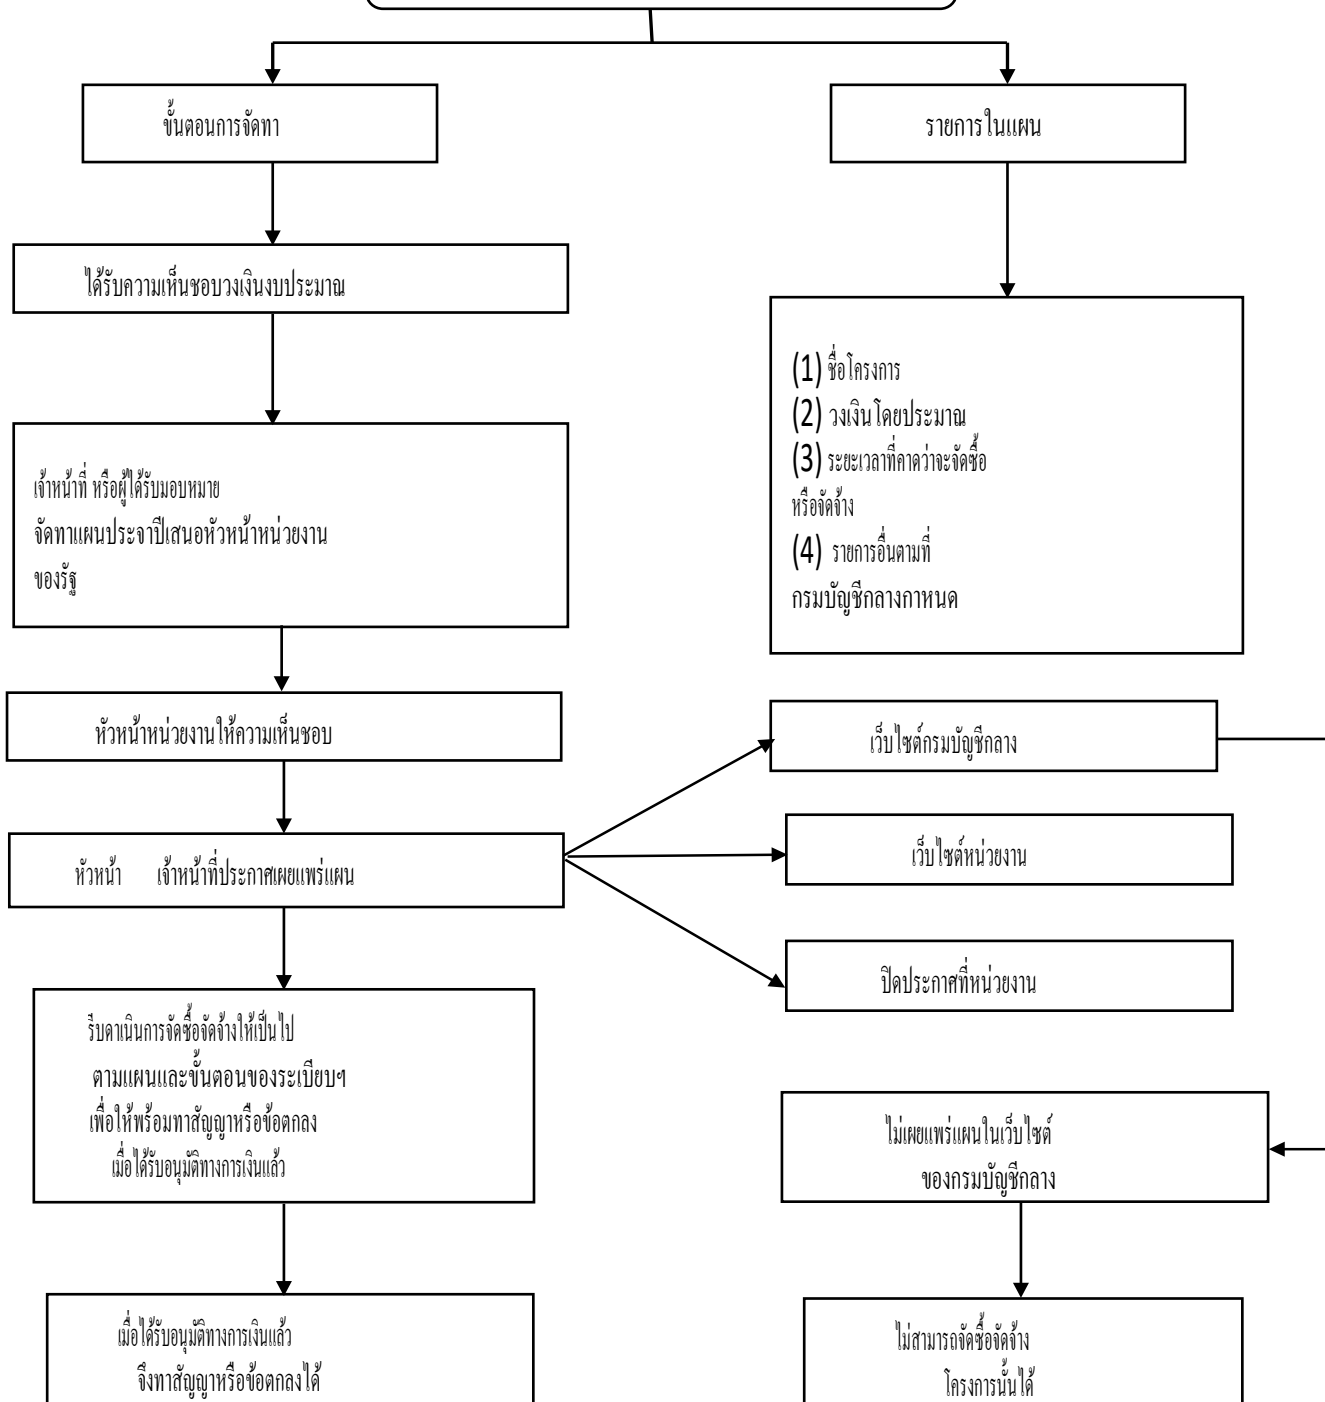 ขั้นตอนการจัดทา
รายการในแผน
ได้รับความเห็นชอบวงเงินงบประมาณ
(1) ชื่อโครงการ
(2) วงเงินโดยประมาณ
(3) ระยะเวลาที่คาดว่าจะจัดซื้อ
หรือจัดจ้าง
(4) รายการอื่นตามที่
กรมบัญชีกลางกาหนด
เจ้าหน้าที่ หรือผู้ได้รับมอบหมาย
จัดทาแผนประจาปีเสนอหัวหน้าหน่วยงาน
ของรัฐ
หัวหน้าหน่วยงานให้ความเห็นชอบ
หัวหน้า เจ้าหน้าที่ประกาศเผยแพร่แผน
เว็บไซต์กรมบัญชีกลาง
เว็บไซต์หน่วยงาน
ปิดประกาศที่หน่วยงาน
รีบดาเนินการจัดซื้อจัดจ้างให้เป็นไป
ตามแผนและขั้นตอนของระเบียบฯ
เพื่อให้พร้อมทาสัญญาหรือข้อตกลง
เมื่อได้รับอนุมัติทางการเงินแล้ว
ไม่เผยแพร่แผนในเว็บไซต์
ของกรมบัญชีกลาง
เมื่อได้รับอนุมัติทางการเงินแล้ว
จึงทาสัญญาหรือข้อตกลงได้
ไม่สามารถจัดซื้อจัดจ้าง
โครงการนั้นได้